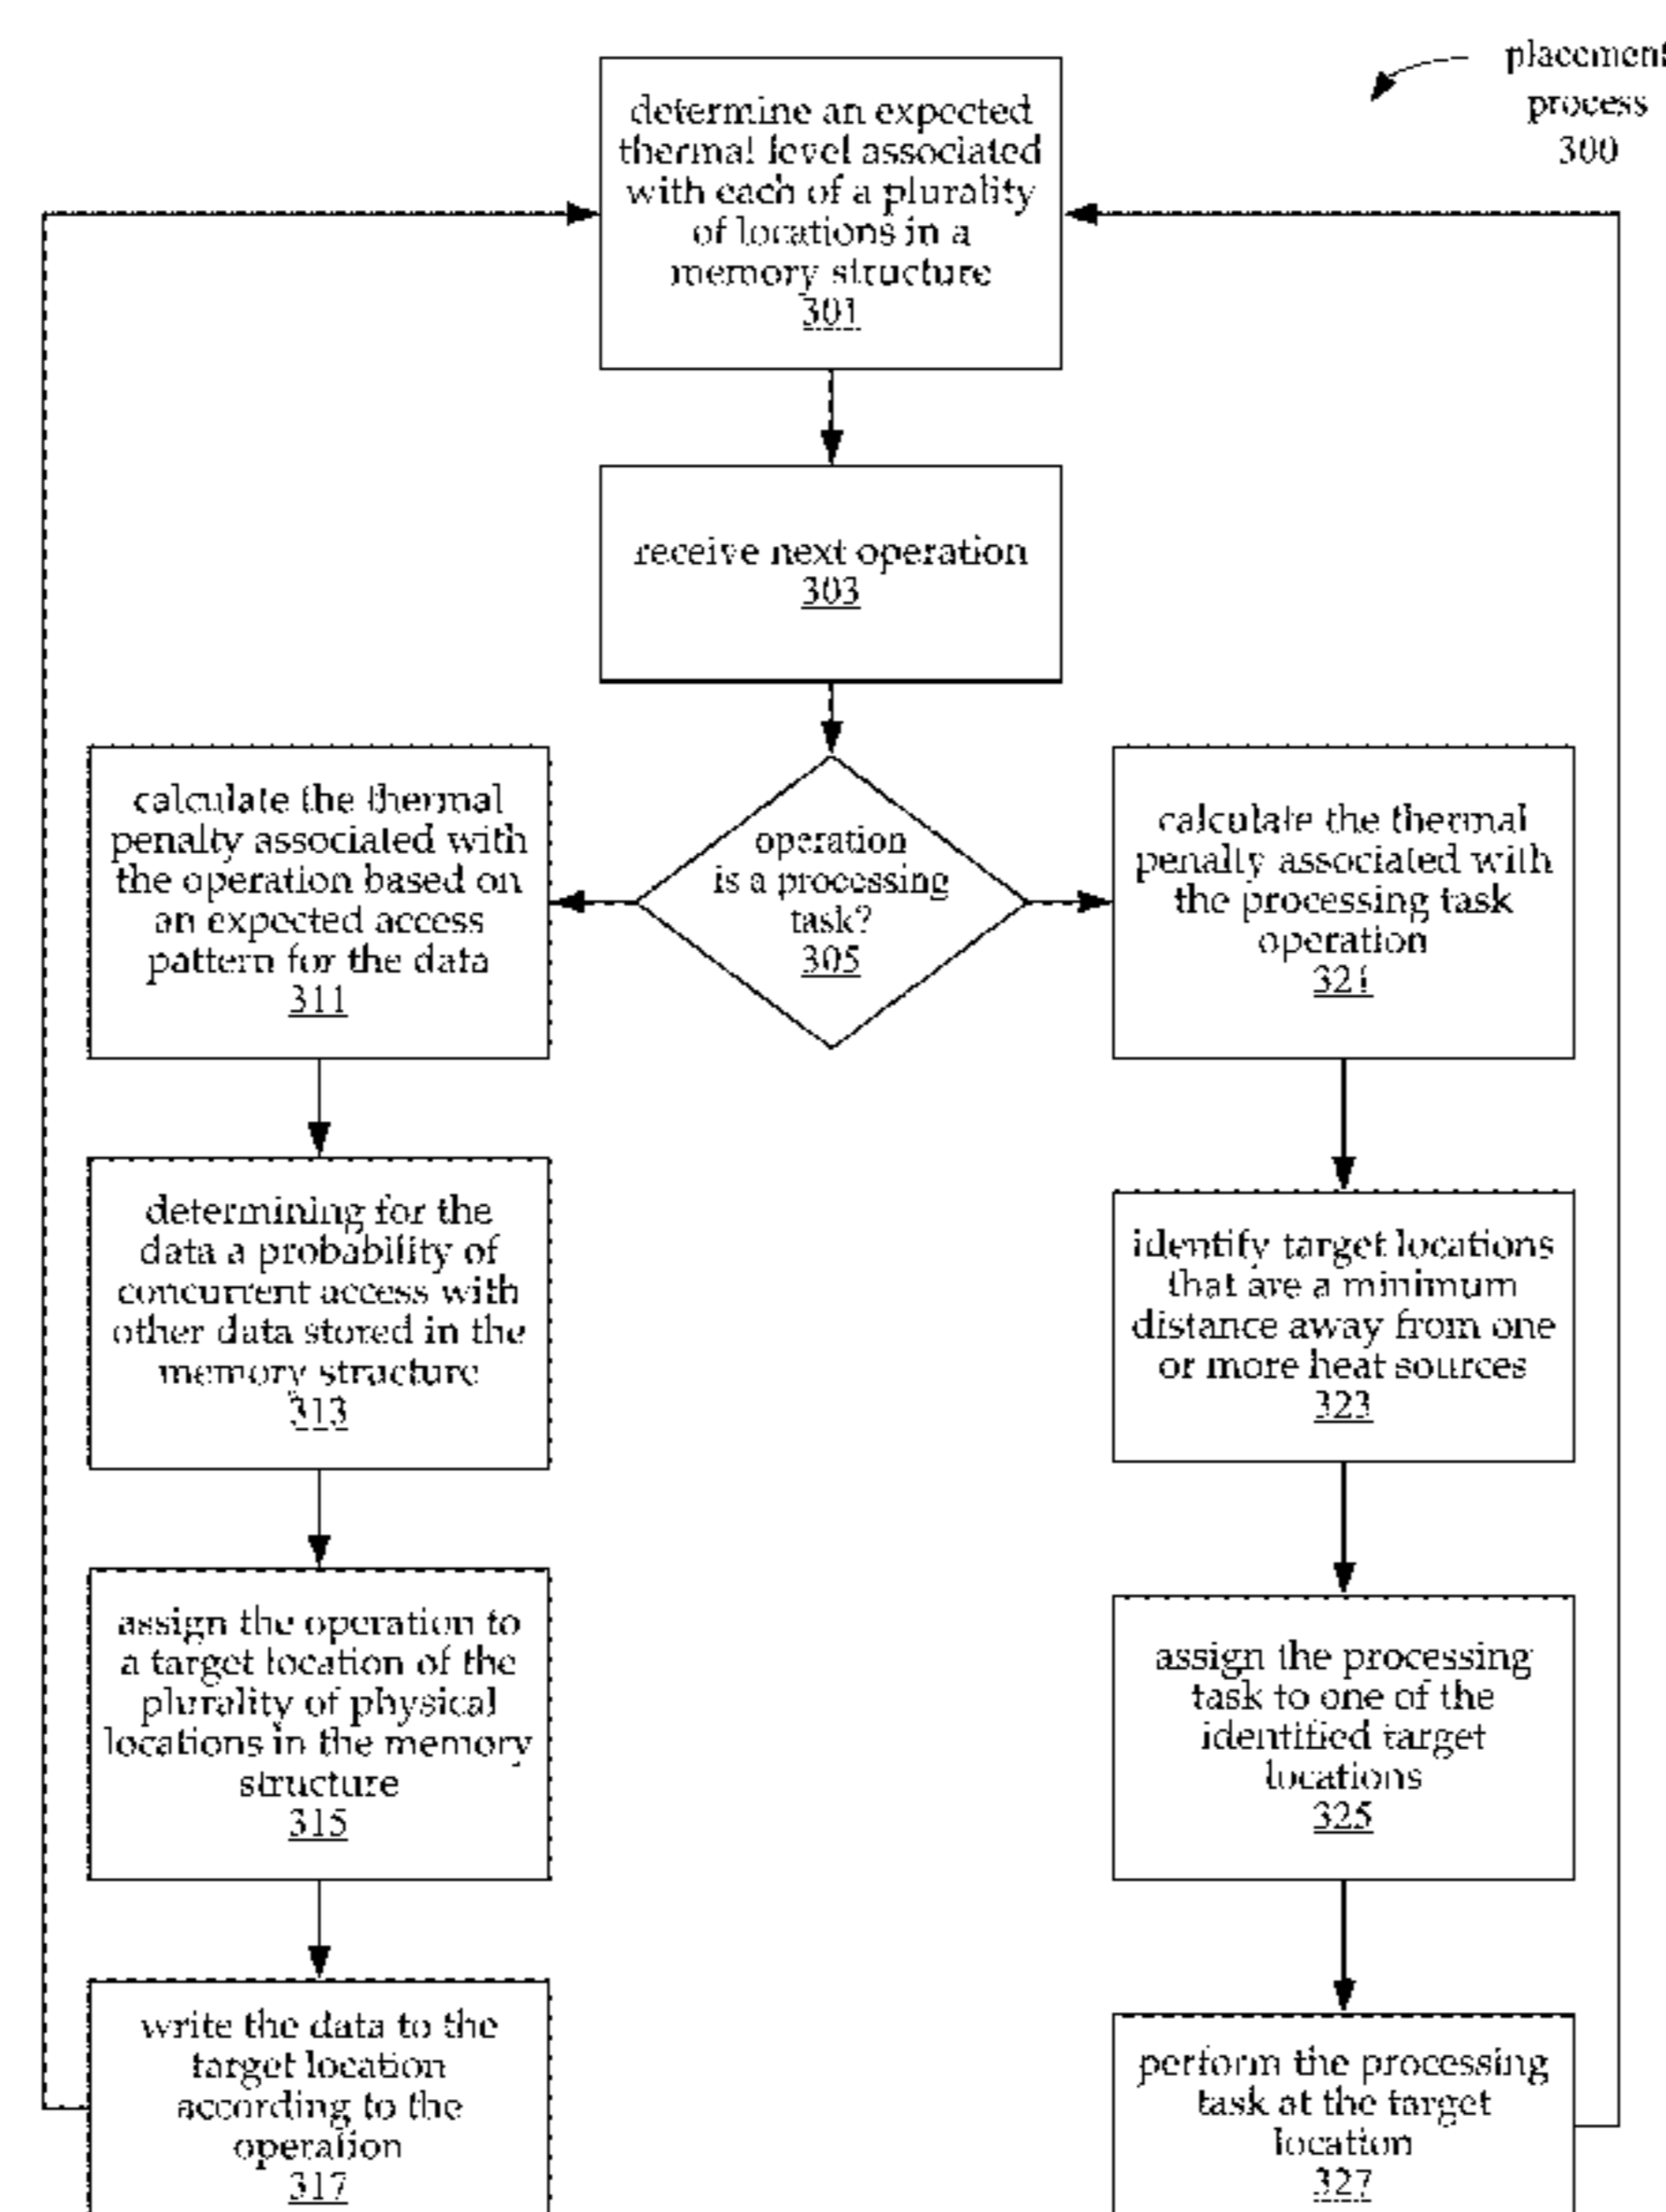 placement
process
300
determine an expected
thermal level associated
with each of a plurality
of locations in a
memory structure
301
receive next operation
303
operation
is a processing
task?
305
calculate the thermal
penalty associated with
the operation based on
an expected access
pattern for the data
311
determining for the
data a probability of
concurrent access with
other data stored in the
memory structure
313
assign the operation to
a target location of the
plurality of physical
locations in the memory
structure
315
write the data to the
target location
according to the
operation
317
calculate the thermal
penalty associated with
the processing task
operation
321
identify target locations
that are a minimum
distance away from one
or more heat sources
323
assign the processing
task to one of the
identified target
locations
325
perform the processing
task at the target
location
327